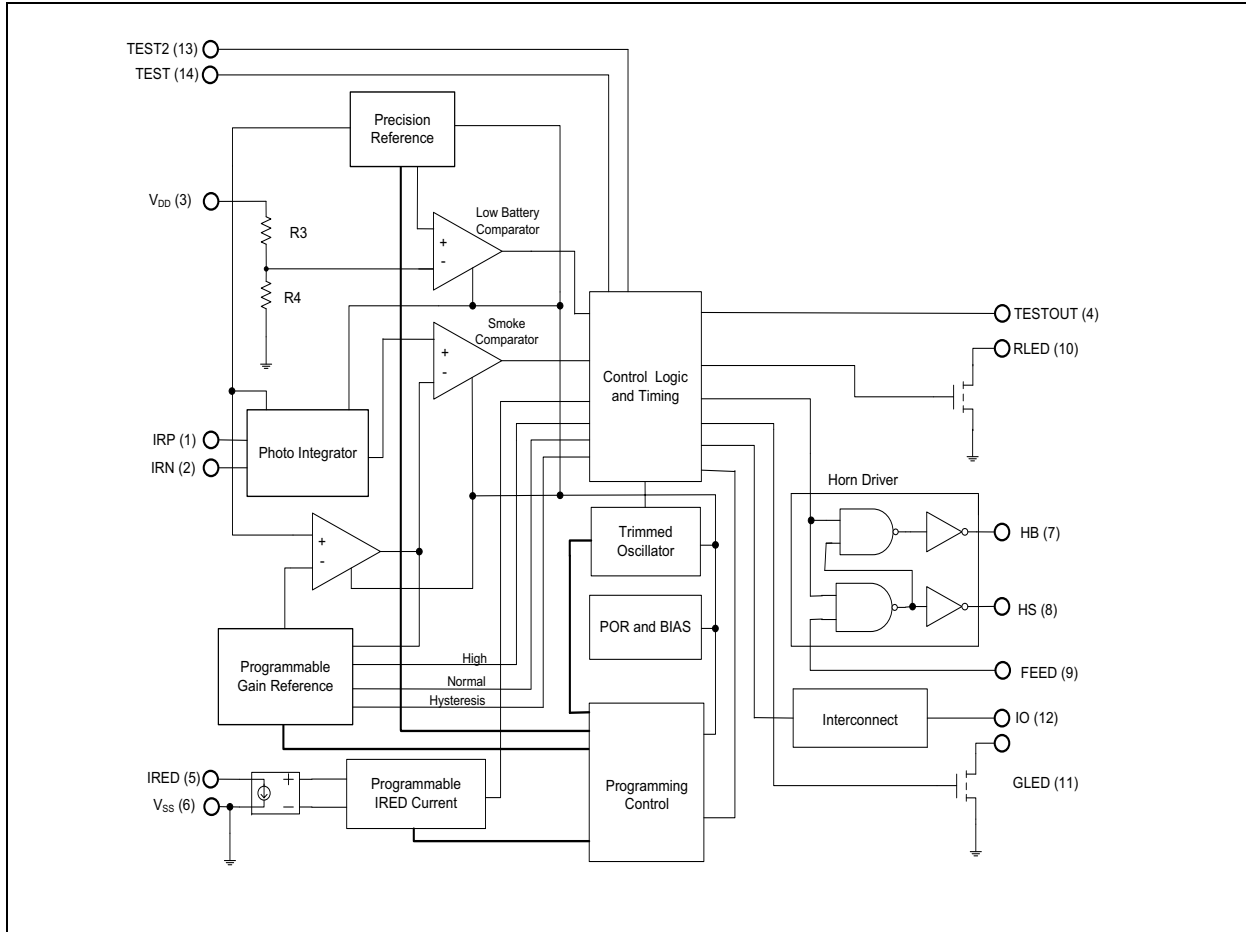 TEST2 (13)
TEST (14)
Precision
Reference
VDD (3)
R3
R4
Low Battery
Comparator
+
-
Smoke
Comparator
+
-
Control Logic
and Timing
TESTOUT (4)
RLED (10)
IRP (1)
IRN (2)
Photo Integrator
+
-
Trimmed
Oscillator
POR and BIAS
Horn Driver
HB (7)
HS (8)
FEED (9)
Programmable
Gain Reference
High
Normal
Hysteresis
Interconnect
IO (12)
GLED (11)
IRED (5)
VSS (6)
+
–
Programmable
IRED Current
Programming
Control